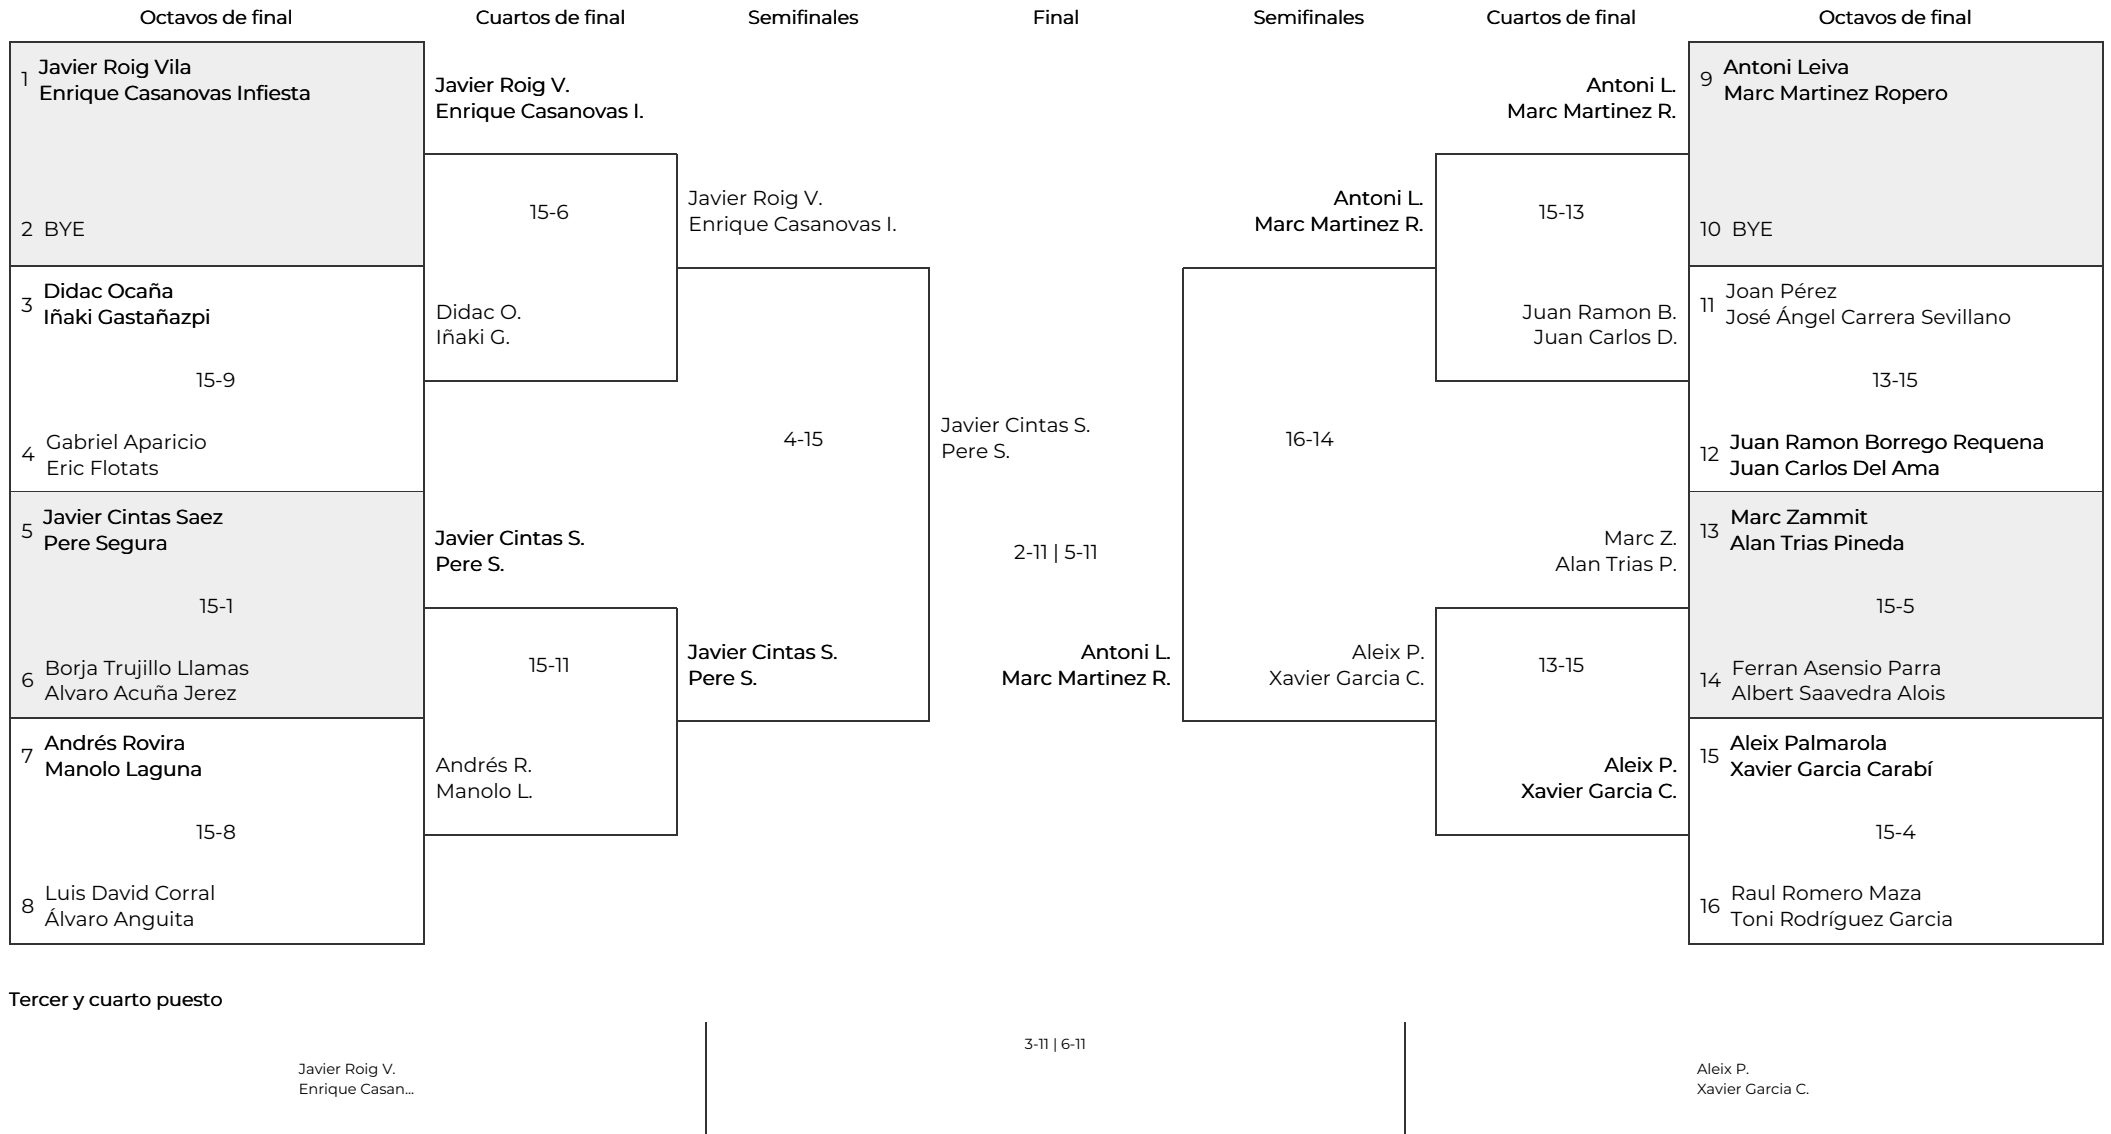 Octavos de final
Cuartos de final
Semifinales
Final
Semifinales
Cuartos de final
Octavos de final
1
Javier Roig Vila
Enrique Casanovas Infiesta
2 BYE
3
Didac Ocaña
Iñaki Gastañazpi
15-9
4
Gabriel Aparicio
Eric Flotats
5
Javier Cintas Saez
Pere Segura
15-1
6
Borja Trujillo Llamas
Alvaro Acuña Jerez
7
Andrés Rovira
Manolo Laguna
15-8
8
Luis David Corral
Álvaro Anguita
Javier Roig V.
Enrique Casanovas I.
15-6
Didac O.
Iñaki G.
Javier Cintas S.
Pere S.
15-11
Andrés R.
Manolo L.
Javier Roig V.
Enrique Casanovas I.
4-15
Javier Cintas S.
Pere S.
Javier Cintas S.
Pere S.
2-11 | 5-11
Antoni L.
Marc Martinez R.
Antoni L.
Marc Martinez R.
16-14
Aleix P.
Xavier Garcia C.
Antoni L.
Marc Martinez R.
15-13
Juan Ramon B.
Juan Carlos D.
Marc Z.
Alan Trias P.
13-15
Aleix P.
Xavier Garcia C.
9
Antoni Leiva
Marc Martinez Ropero
10 BYE
11
Joan Pérez
José Ángel Carrera Sevillano
13-15
12
Juan Ramon Borrego Requena
Juan Carlos Del Ama
13
Marc Zammit
Alan Trias Pineda
15-5
14
Ferran Asensio Parra
Albert Saavedra Alois
15
Aleix Palmarola
Xavier Garcia Carabí
15-4
16
Raul Romero Maza
Toni Rodríguez Garcia
Tercer y cuarto puesto
Javier Roig V.
Enrique Casan...
3-11 | 6-11
Aleix P.
Xavier Garcia C.